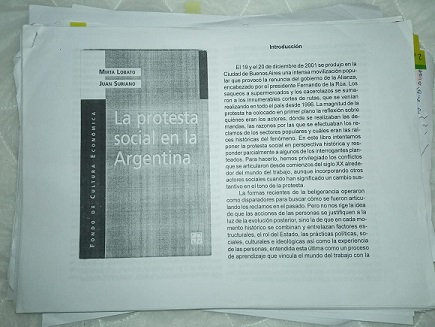 MIRTA LOBATO
JUAN SURIANO
La protesta
social en la
Argentina
FONDO DE CULTURA ECONÓMICA
Introducción
El 19 y el 20 de diciembre de 2001 se produjo en la
Ciudad de Buenos Aires una intensa movilización popu-
lar que provocó la renuncia del gobierno de la Alianza,
encabezado por el presidente Fernando de la Rúa. Los
saqueos a supermercados y los cacerolazos se suma-
ron a los innumerables cortes de rutas, que se venían
realizando en todo el país desde 1996. La magnitud de la
protesta ha colocado en primer plano la reflexión sobre
quiénes eran los actores, donde se realizaban las de-
mandas, las razones por las que se efectuaban los re-
clamos de los sectores populares y cuáles eran las raí-
ces históricas del fenómeno. En este libro intentamos
poner la protesta social en perspectiva histórica y res-
ponder parcialmente a algunos de los interrogantes plan-
teados. Para hacerlo, hemos privilegiado los conflictos
que se articularon desde comienzos del siglo XX alrede-
dor del mundo del trabajo, aunque incorporando otros
actores sociales cuando han significado un cambio sus-
tantivo en el tono de la protesta.
La formas recientes de la beligerancia operaron
como disparadores para buscar cómo se fueron articu-
lando los reclamos en el pasado. Pero no nos rige la idea
de que las acciones de las personas se justifiquen a la
luz de la evolución posterior, sino la de que en cada mo-
mento histórico se combinan y entrelazan factores es-
tructurales, el rol del Estado, las prácticas políticas, so-
ciales, culturales e ideológicas así como la experiencia
de las personas, entendida esta última como un proceso
de aprendizaje que vincula el mundo del trabajo con la